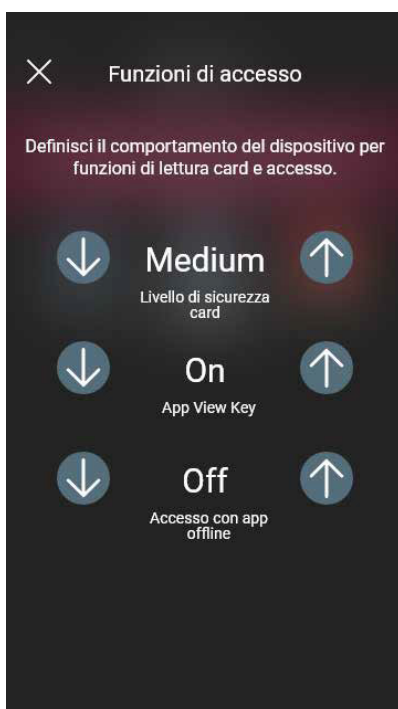 Funzioni di accesso
Definisci il comportamento del dispositivo per
funzioni di lettura card e accesso.
Medium
Livello di sicurezza
card
On
App View Key
Off
Accesso con app
offline